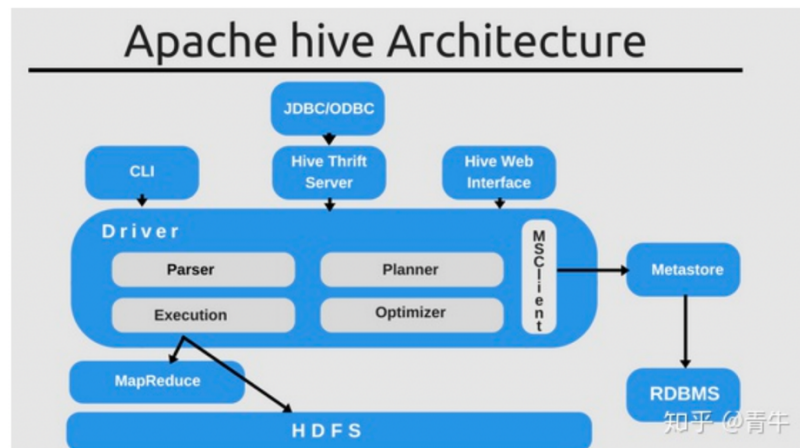 Apache hive Architecture
JDBC/ODBC
CLI
Hive Thrift
Server
Hive Web
Interface
Driver
Parser
Planner
Execution
Optimizer
MSClient
Metastore
MapReduce
RDBMS
HDFS
知乎 @青牛